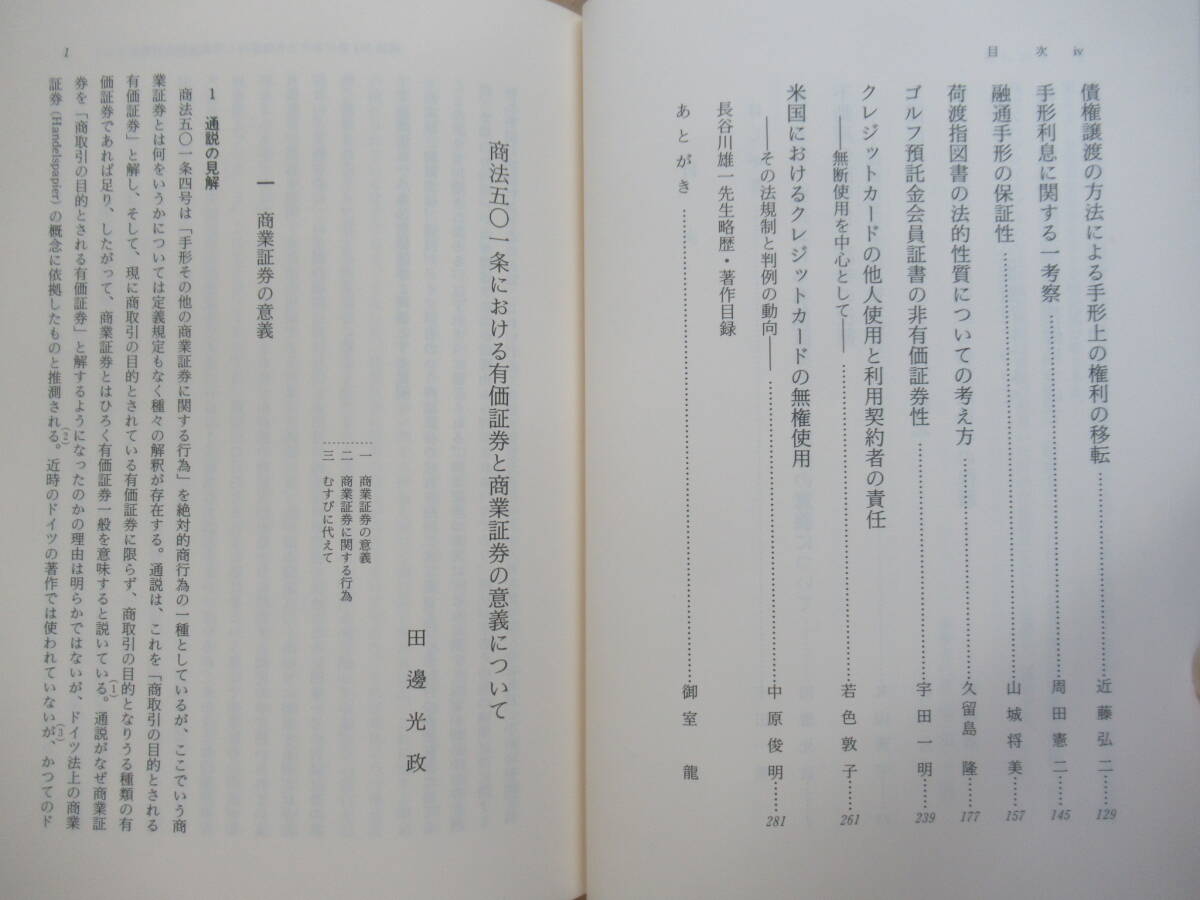 目　次　iv
債権譲渡の方法による手形上の権利の移転……近藤弘二……129
手形利息に関する一考察……周田憲二……145
融通手形の保証性……山城将美……157
荷渡指図書の法的性質についての考え方……久留島　隆……177
ゴルフ預託金会員証書の非有価証券性……宇田一明……239
クレジットカードの他人使用と利用契約者の責任
――無断使用を中心として――……若色敦子……261
米国におけるクレジットカードの無権使用
――その法規制と判例の動向――……中原俊明……281
長谷川雄一先生略歴・著作目録
あとがき……御室　龍
商法五〇一条における有価証券と商業証券の意義について
田邊光政
一　商業証券の意義
二　商業証券に関する行為
三　むすびに代えて
一　商業証券の意義
1　通説の見解
商法五〇一条四号は「手形その他の商業証券に関する行為」を絶対的商行為の一種としているが、ここでいう商
業証券とは何をいうかについては定義規定もなく種々の解釈が存在する。通説は、これを「商取引の目的とされる
有価証券」と解し、そして、現に商取引の目的とされている有価証券に限らず、商取引の目的となりうる種類の有
価証券であれば足り、したがって、商業証券とはひろく有価証券一般を意味すると説いている。(1)通説がなぜ商業証
券を「商取引の目的とされる有価証券」と解するようになったのかの理由は明らかではないが、ドイツ法上の商業
証券 (Handelspapier) の概念に依拠したものと推測される。(2)近時のドイツの著作では使われていないが、(3)かつてのド
1